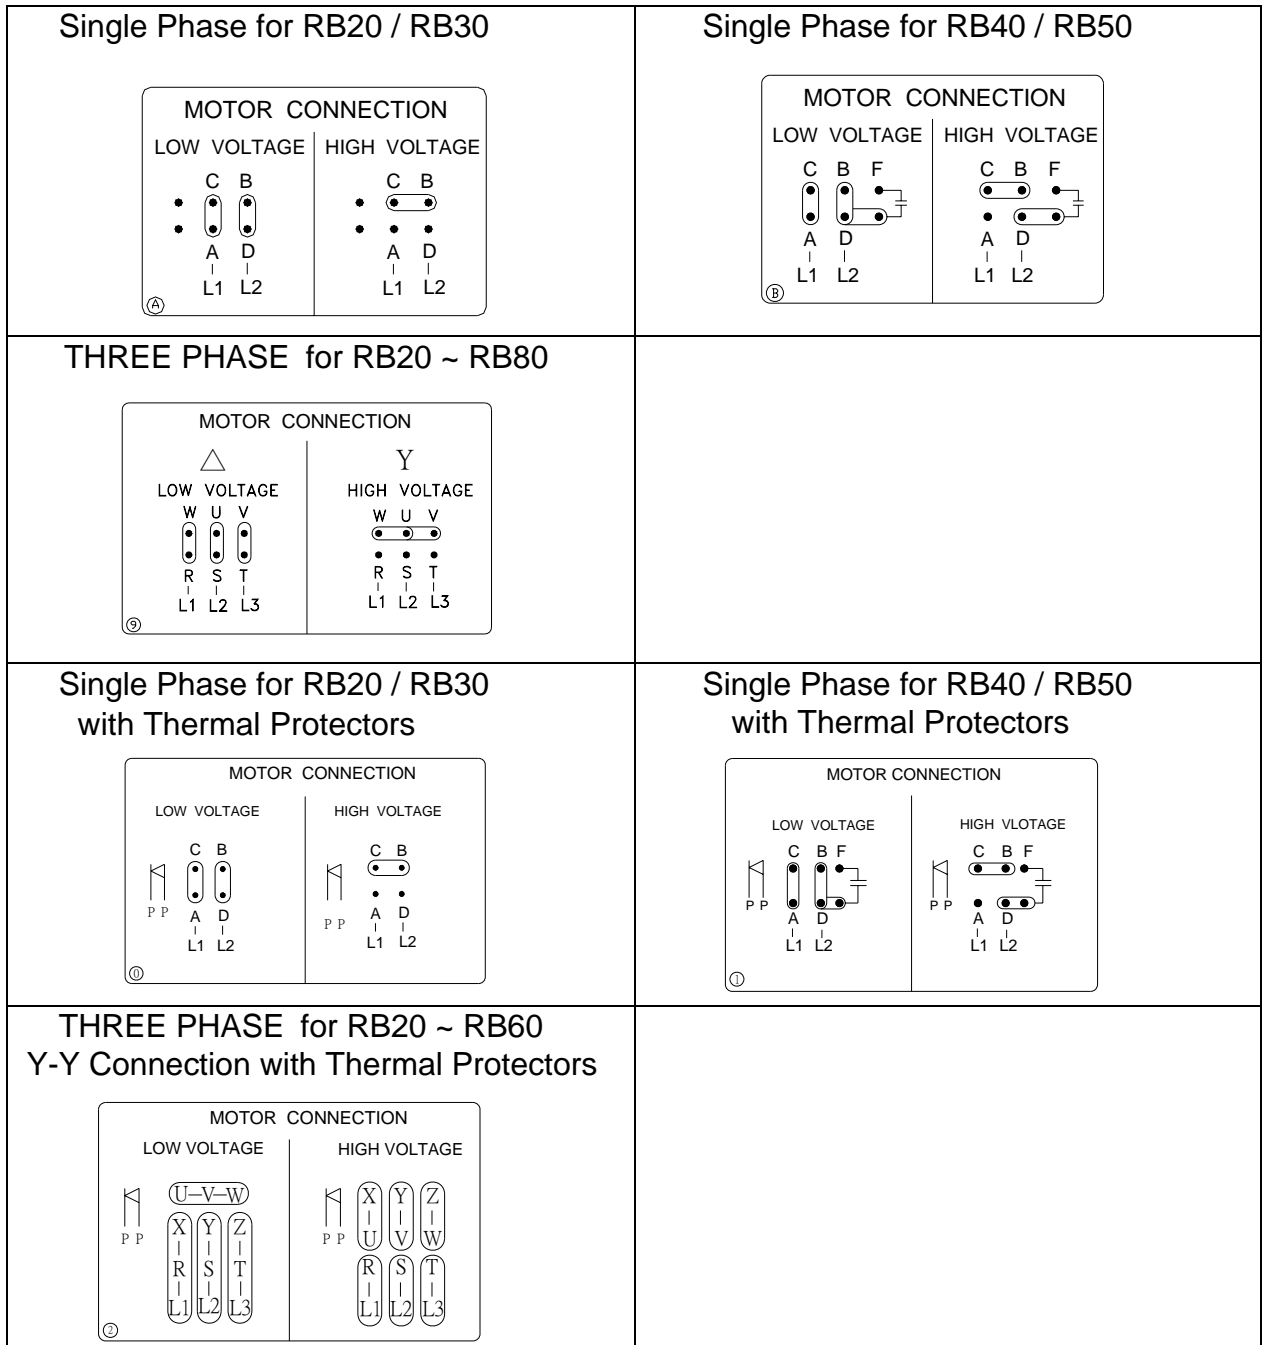 Single Phase for RB20 / RB30
MOTOR CONNECTION
LOW VOLTAGE
C B
A D
L1 L2
HIGH VOLTAGE
C B
A D
L1 L2
A
Single Phase for RB40 / RB50
MOTOR CONNECTION
LOW VOLTAGE
C B F
A D
L1 L2
HIGH VOLTAGE
C B F
A D
L1 L2
B
THREE PHASE for RB20 ~ RB80
MOTOR CONNECTION
△
LOW VOLTAGE
W U V
R S T
L1 L2 L3
Y
HIGH VOLTAGE
W U V
R S T
L1 L2 L3
9
Single Phase for RB20 / RB30
with Thermal Protectors
MOTOR CONNECTION
LOW VOLTAGE
C B
P P
A D
L1 L2
HIGH VOLTAGE
C B
A D
P P
L1 L2
0
Single Phase for RB40 / RB50
with Thermal Protectors
MOTOR CONNECTION
LOW VOLTAGE
C B F
P P
A D
L1 L2
HIGH VLOTAGE
C B F
P P
A D
L1 L2
1
THREE PHASE for RB20 ~ RB60
Y-Y Connection with Thermal Protectors
MOTOR CONNECTION
LOW VOLTAGE
U-V-W
X Y Z
P P
R S T
L1 L2 L3
HIGH VOLTAGE
X Y Z
P P
U V W
R S T
L1 L2 L3
2